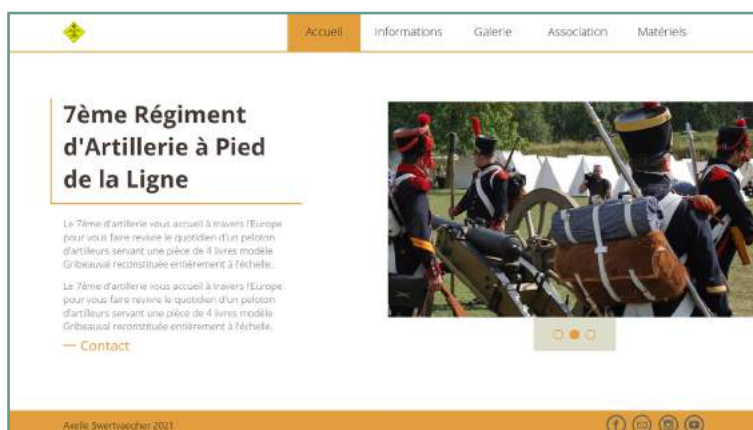 Accueil Informations Galerie Association Matériels
7ème Régiment
d'Artillerie à Pied
de la Ligne
Le 7ème d'artillerie vous accueil à travers l'Europe
pour vous faire revivre le quotidien d'un peloton
d'artilleurs servant une pièce de 4 livres modèle
Gribeauval reconstituée entièrement à l'échelle.
Le 7ème d'artillerie vous accueil à travers l'Europe
pour vous faire revivre le quotidien d'un peloton
d'artilleurs servant une pièce de 4 livres modèle
Gribeauval reconstituée entièrement à l'échelle.
— Contact
Axelle Swertvaegher 2021